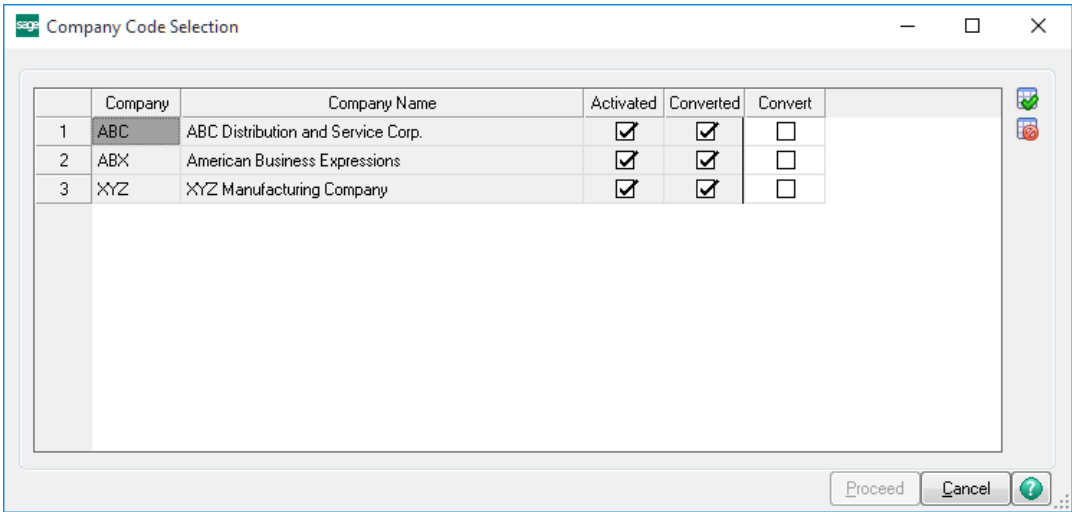 sage Company Code Selection
Company Company Name Activated Converted Convert
1 ABC ABC Distribution and Service Corp.
2 ABX American Business Expressions
3 XYZ XYZ Manufacturing Company
Proceed Cancel ?